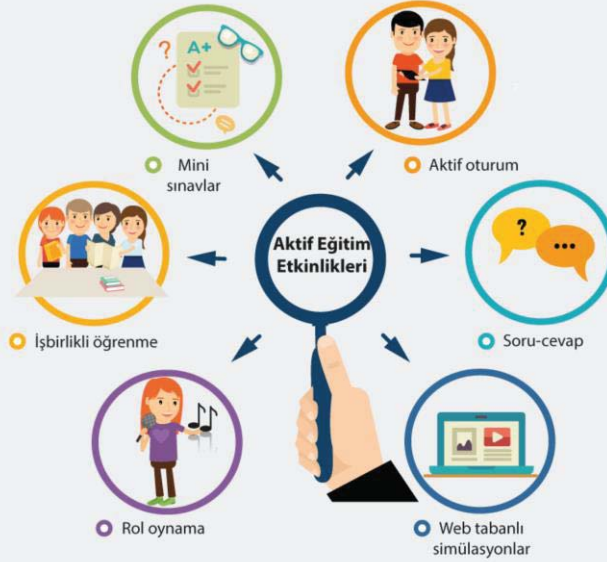 A+
?
Mini
sınavlar
Aktif oturum
Aktif Eğitim
Etkinlikleri
?
...
İşbirlikli öğrenme
Soru-cevap
Rol oynama
Web tabanlı
simülasyonlar